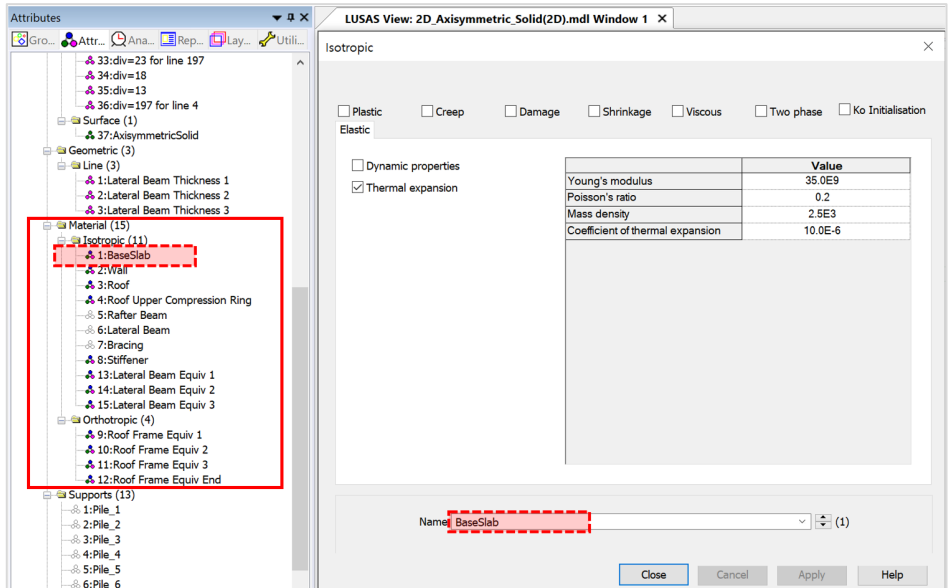 Attributes
LUSAS View: 2D_Axisymmetric_Solid(2D).mdl Window 1
Gro... Attr... Ana... Rep... Lay... Utili...
33:div=23 for line 197
34:div=18
35:div=13
36:div=197 for line 4
Surface (1)
37:AxisymmetricSolid
Geometric (3)
Line (3)
1:Lateral Beam Thickness 1
2:Lateral Beam Thickness 2
3:Lateral Beam Thickness 3
Material (15)
Isotropic (11)
1:BaseSlab
2:Wall
3:Roof
4:Roof Upper Compression Ring
5:Rafter Beam
6:Lateral Beam
7:Bracing
8:Stiffener
13:Lateral Beam Equiv 1
14:Lateral Beam Equiv 2
15:Lateral Beam Equiv 3
Orthotropic (4)
9:Roof Frame Equiv 1
10:Roof Frame Equiv 2
11:Roof Frame Equiv 3
12:Roof Frame Equiv End
Supports (13)
1:Pile_1
2:Pile_2
3:Pile_3
4:Pile_4
5:Pile_5
6:Pile_6
Isotropic
Plastic Creep Damage Shrinkage Viscous Two phase Ko Initialisation
Elastic
Dynamic properties
Thermal expansion
Value
Young's modulus 35.0E9
Poisson's ratio 0.2
Mass density 2.5E3
Coefficient of thermal expansion 10.0E-6
Name BaseSlab (1)
Close Cancel Apply Help